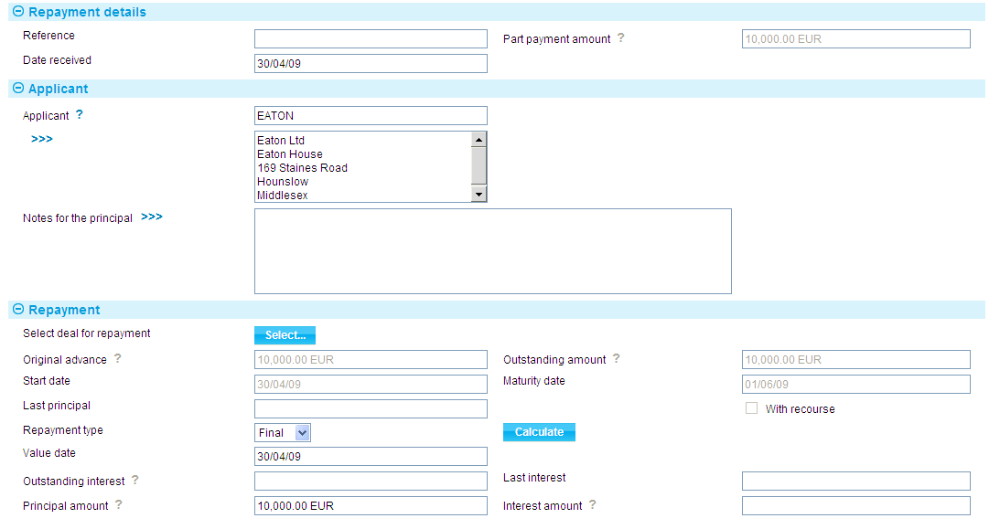 Repayment details
Reference
Part payment amount ? 10,000.00 EUR
Date received 30/04/09
Applicant
Applicant ? EATON
>>>
Eaton Ltd
Eaton House
169 Staines Road
Hounslow
Middlesex
Notes for the principal >>>
Repayment
Select deal for repayment Select...
Original advance ? 10,000.00 EUR Outstanding amount ? 10,000.00 EUR
Start date 30/04/09 Maturity date 01/06/09
Last principal With recourse
Repayment type Final Calculate
Value date 30/04/09
Outstanding interest ? Last interest
Principal amount ? 10,000.00 EUR Interest amount ?